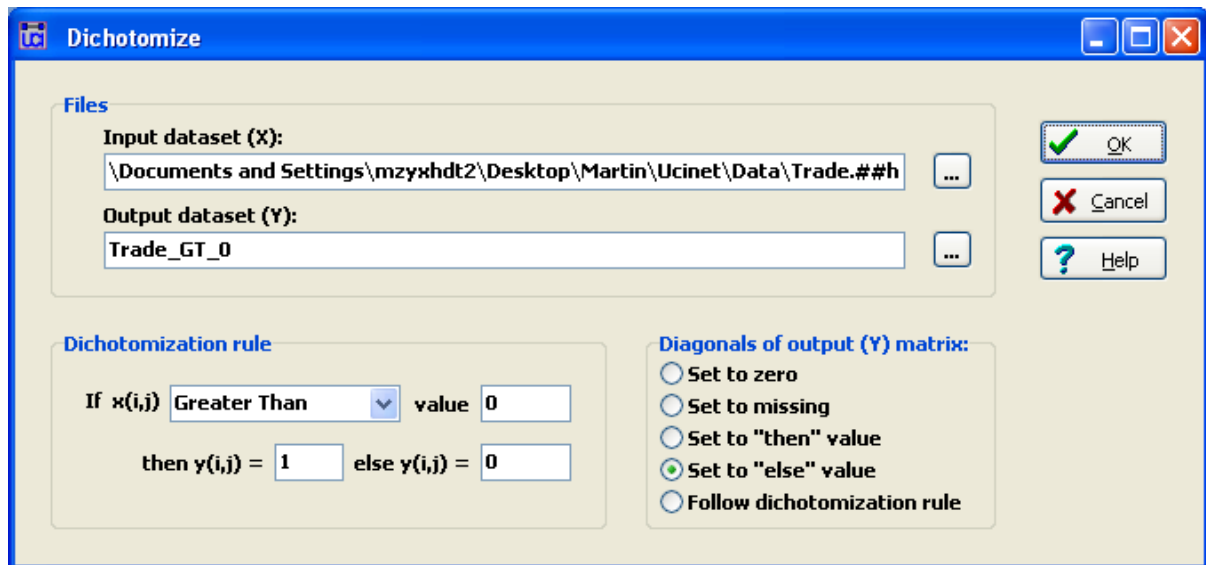 Dichotomize
Files
Input dataset (X):
\Documents and Settings\mzyxhdt2\Desktop\Martin\Ucinet\Data\Trade.##h
...
Output dataset (Y):
Trade_GT_0
...
OK
Cancel
Help
Dichotomization rule
If x(i,j) Greater Than value 0
then y(i,j) = 1 else y(i,j) = 0
Diagonals of output (Y) matrix:
Set to zero
Set to missing
Set to "then" value
Set to "else" value
Follow dichotomization rule